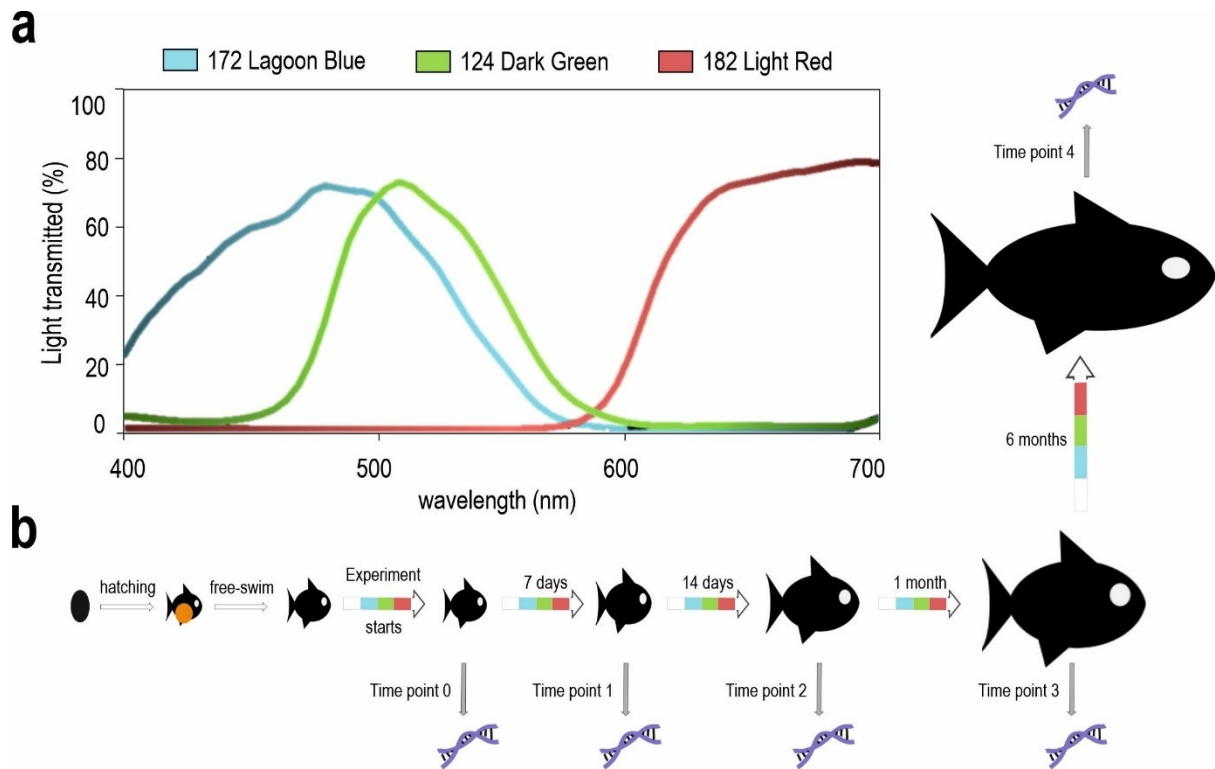 a
172 Lagoon Blue 124 Dark Green 182 Light Red
Light transmitted (%)
100
80
60
40
20
0
400 500 600 700
wavelength (nm)
Time point 4
6 months
b
hatching free-swim Experiment starts 7 days 14 days 1 month
Time point 0 Time point 1 Time point 2 Time point 3